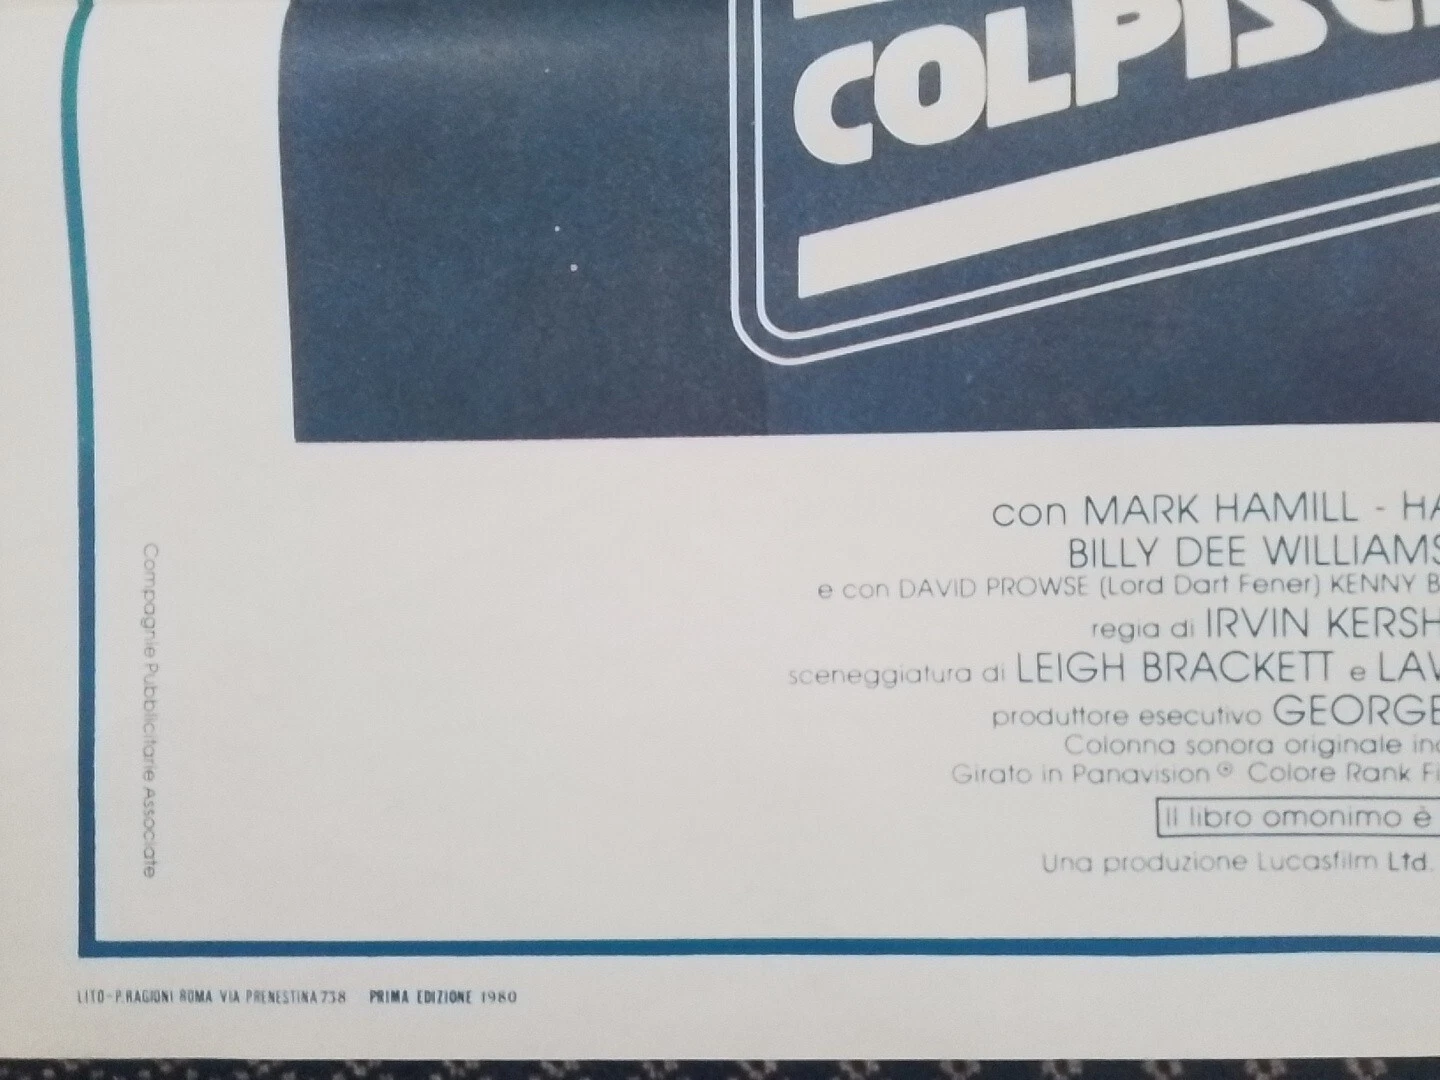 COLPISC
con MARK HAMILL - HA
BILLY DEE WILLIAMS
e con DAVID PROWSE (Lord Dart Fener) KENNY B
regia di IRVIN KERSH
sceneggiatura di LEIGH BRACKETT e LAW
produttore esecutivo GEORGE
Colonna sonora originale inc
Girato in Panavision® Colore Rank Fi
Il libro omonimo è
Una produzione Lucasfilm Ltd.
Compagnie Pubblicitarie Associate
LITO-P.RAGIONI ROMA VIA PRENESTINA 738 PRIMA EDIZIONE 1980